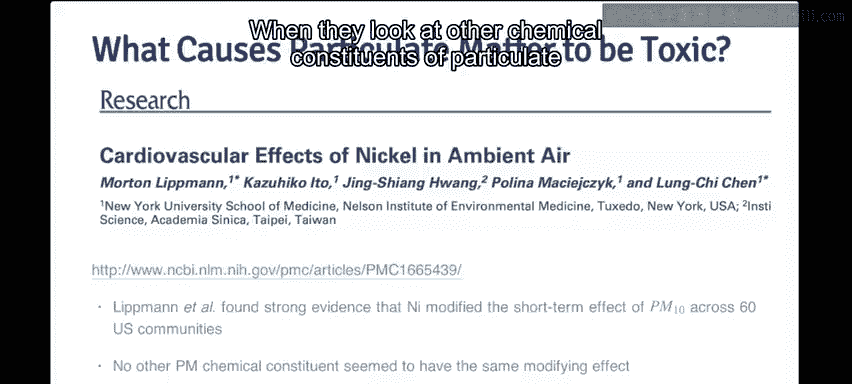 When they look at other chemical
constituents of particulate
What Causes Particulate Matter to be Toxic?
Research
Cardiovascular Effects of Nickel in Ambient Air
Morton Lippmann,1* Kazuhiko Ito,1 Jing-Shiang Hwang,2 Polina Maciejczyk,1 and Lung-Chi Chen1*
1New York University School of Medicine, Nelson Institute of Environmental Medicine, Tuxedo, New York, USA; 2Insti
Science, Academia Sinica, Taipei, Taiwan
http://www.ncbi.nlm.nih.gov/pmc/articles/PMC1665439/
• Lippmann et al. found strong evidence that Ni modified the short-term effect of PM10 across 60
US communities
• No other PM chemical constituent seemed to have the same modifying effect